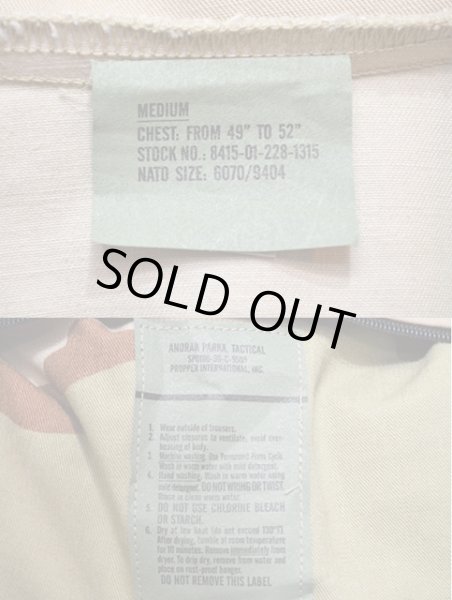 MEDIUM
CHEST: FROM 49" TO 52"
STOCK NO.: 8415-01-228-1315
NATO SIZE: 6070/9404
SOLD OUT
ANORAK PARKA, TACTICAL
PROPPER INTERNATIONAL, INC.
1. Wear outside of trousers.
2. Adjust closures to ventilate, avoid over-
heating of body.
3. Machine washing. Use Permanent Press Cycle.
Wash in warm water with mild detergent.
4. Hand washing. Wash in warm water using
mild detergent. DO NOT WRING OR TWIST.
Rinse in clean warm water.
5. DO NOT USE CHLORINE BLEACH
OR STARCH.
6. Dry at low heat (do not exceed 130°F).
After drying, tumble at room temperature
for 10 minutes. Remove immediately from
dryer. To drip dry, remove from water and
place on rust-proof hanger.
DO NOT REMOVE THIS LABEL